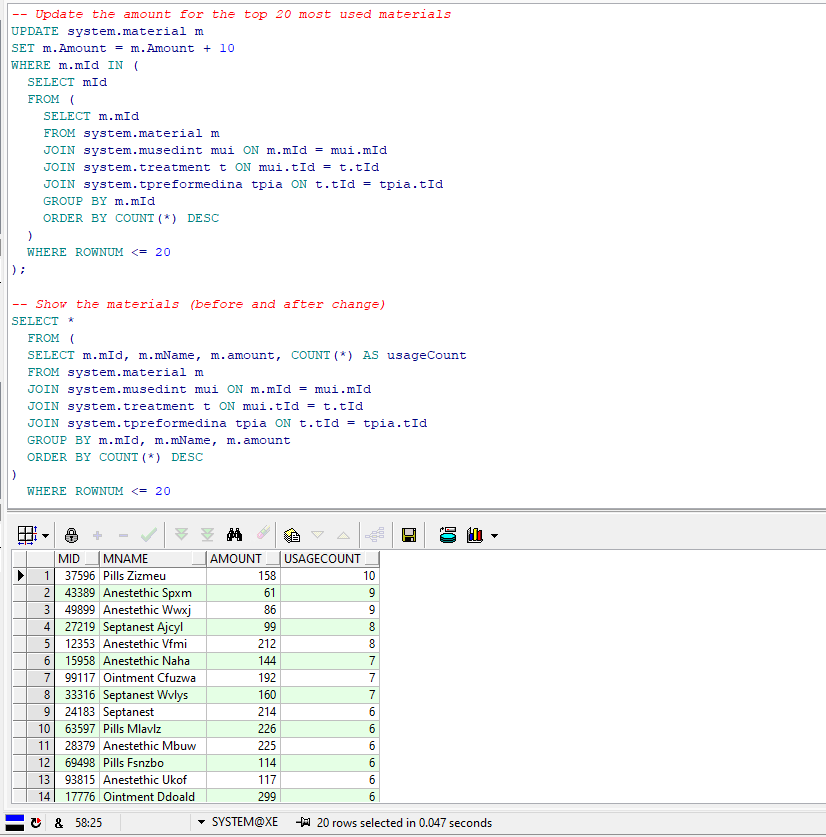 -- Update the amount for the top 20 most used materials
UPDATE system.material m
SET m.Amount = m.Amount + 10
WHERE m.mId IN (
  SELECT mId
  FROM (
    SELECT m.mId
    FROM system.material m
    JOIN system.musedint mui ON m.mId = mui.mId
    JOIN system.treatment t ON mui.tId = t.tId
    JOIN system.tpreformedina tpia ON t.tId = tpia.tId
    GROUP BY m.mId
    ORDER BY COUNT(*) DESC
  )
  WHERE ROWNUM <= 20
);

-- Show the materials (before and after change)
SELECT *
  FROM (
  SELECT m.mId, m.mName, m.amount, COUNT(*) AS usageCount
  FROM system.material m
  JOIN system.musedint mui ON m.mId = mui.mId
  JOIN system.treatment t ON mui.tId = t.tId
  JOIN system.tpreformedina tpia ON t.tId = tpia.tId
  GROUP BY m.mId, m.mName, m.amount
  ORDER BY COUNT(*) DESC
)
  WHERE ROWNUM <= 20
MID MNAME AMOUNT USAGECOUNT
1 37596 Pills Zizmeu 158 10
2 43389 Anestethic Spxm 61 9
3 49899 Anestethic Wwxj 86 9
4 27219 Septanest Ajcyl 99 8
5 12353 Anestethic Vfmi 212 8
6 15958 Anestethic Naha 144 7
7 99117 Ointment Cfuzwa 192 7
8 33316 Septanest Wvlys 160 7
9 24183 Septanest 214 6
10 63597 Pills Mlavlz 226 6
11 28379 Anestethic Mbuw 225 6
12 69498 Pills Fsnzbo 114 6
13 93815 Anestethic Ukof 117 6
14 17776 Ointment Ddoald 299 6
& 58:25 SYSTEM@XE 20 rows selected in 0.047 seconds